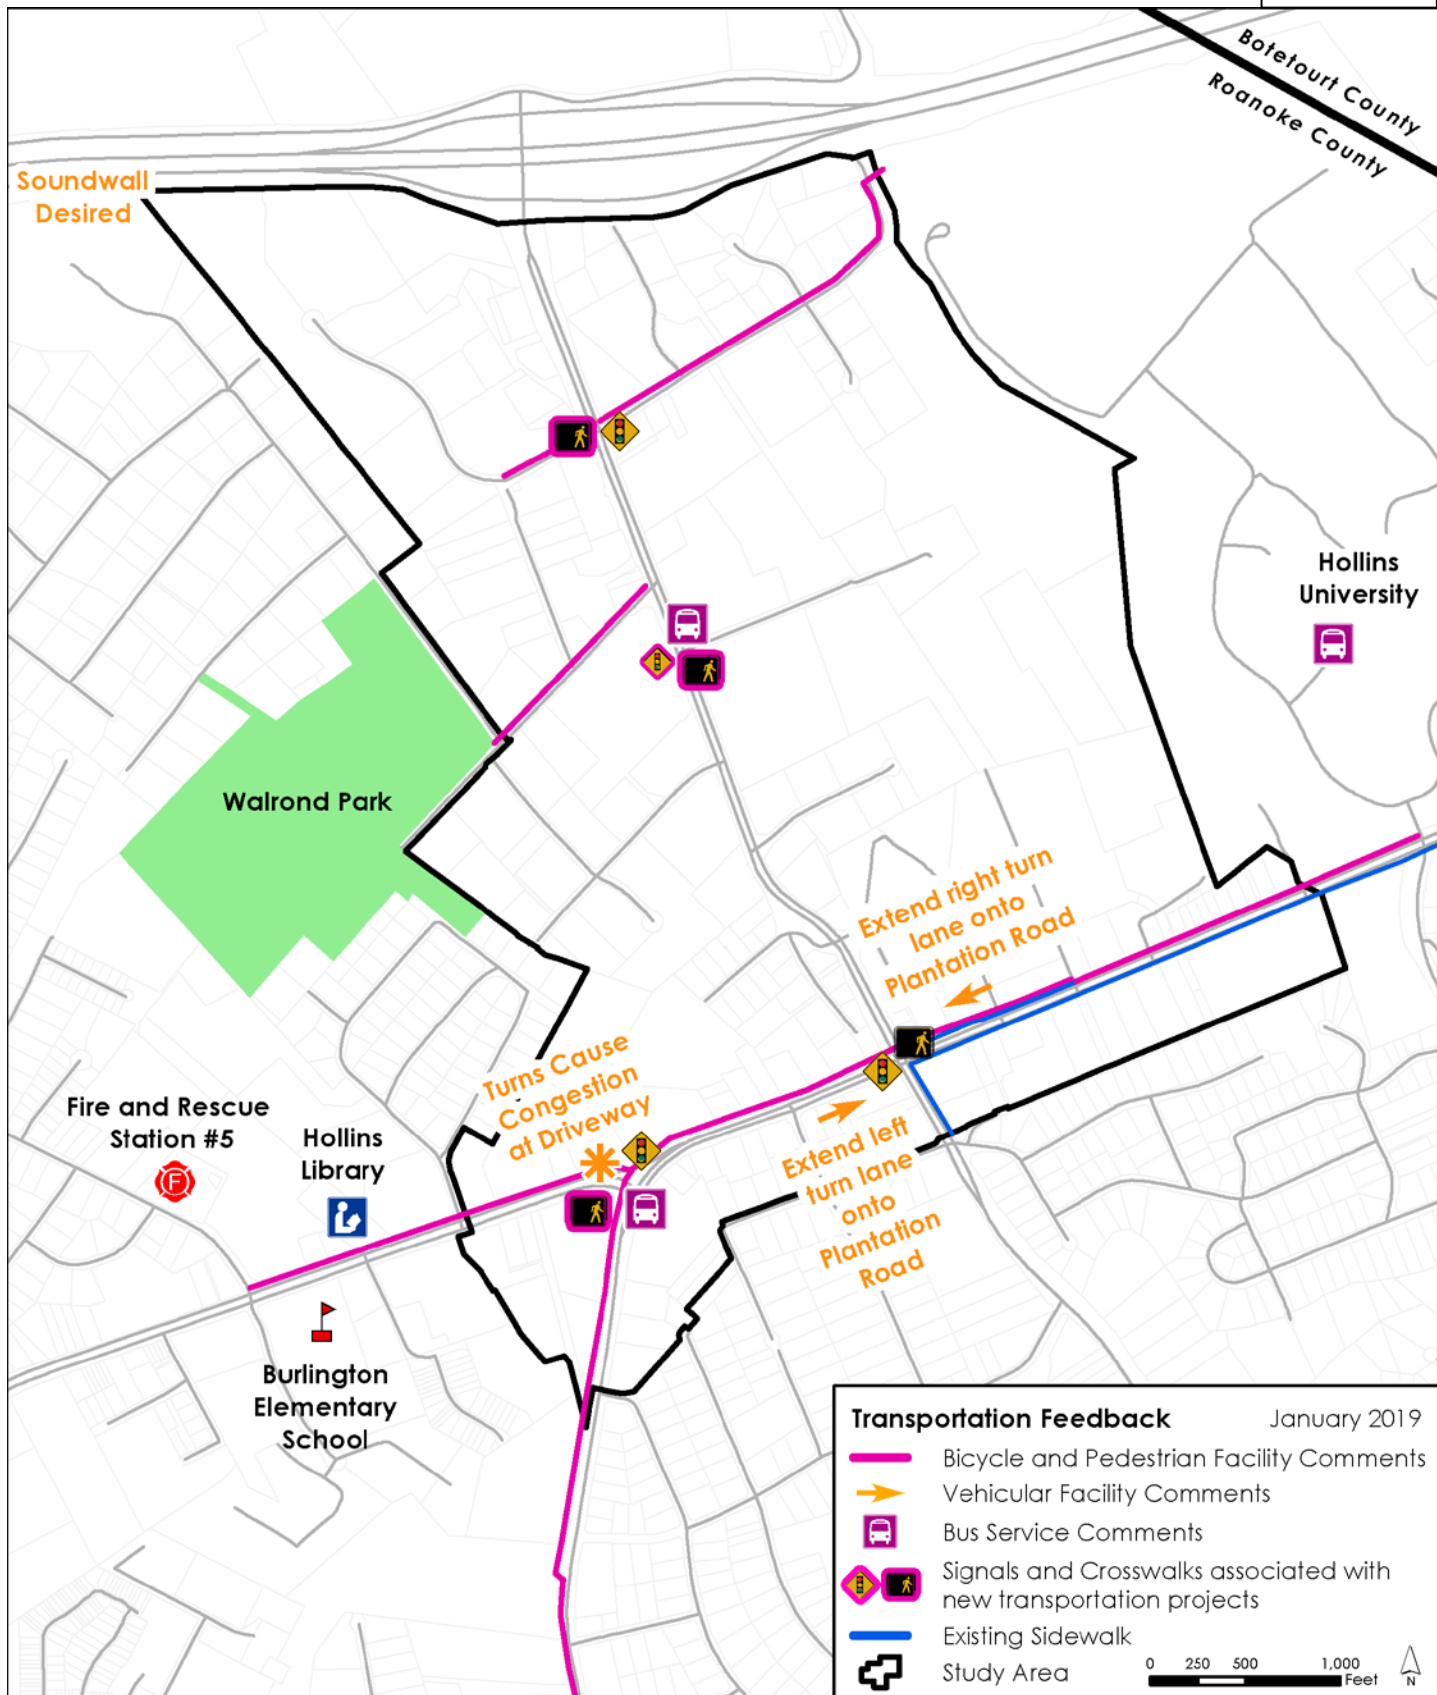 Botetourt County
Roanoke County
Soundwall
Desired
Hollins
University
Walrond Park
Extend right turn
lane onto
Plantation Road
Turns Cause
Congestion
at Driveway
Fire and Rescue
Station #5
F
Hollins
Library
Extend left
turn lane
onto
Plantation
Road
Burlington
Elementary
School
Transportation Feedback January 2019
Bicycle and Pedestrian Facility Comments
Vehicular Facility Comments
Bus Service Comments
Signals and Crosswalks associated with
new transportation projects
Existing Sidewalk
Study Area
0 250 500 1,000
Feet
N